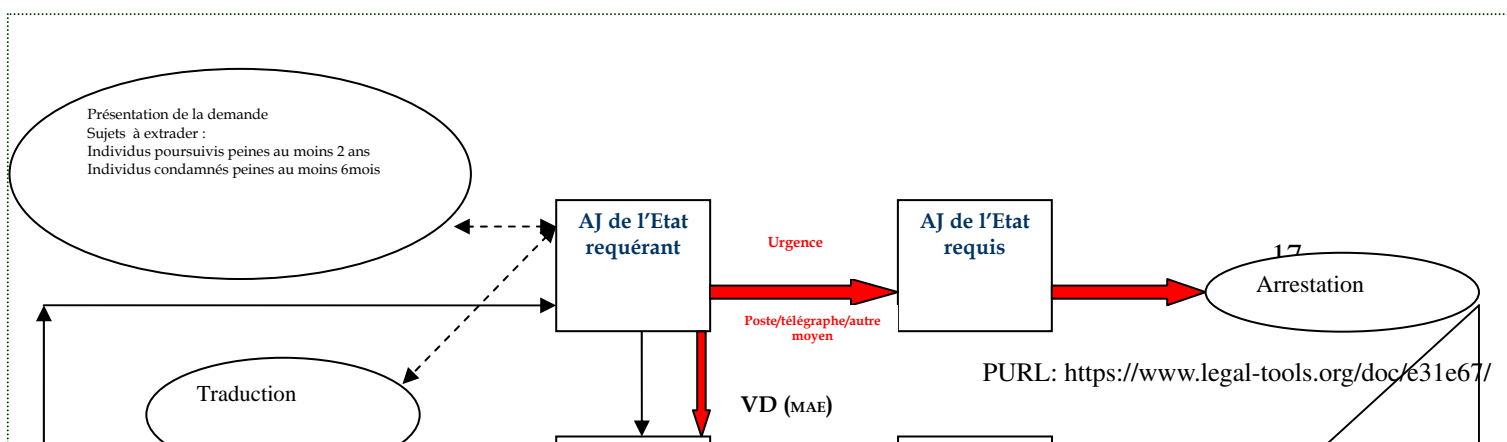 Présentation de la demande
Sujets à extrader :
Individus poursuivis peines au moins 2 ans
Individus condamnés peines au moins 6mois
AJ de l'Etat
requérant
Urgence
Poste/télégraphe/autre
moyen
AJ de l'Etat
requis
17
Arrestation
PURL: https://www.legal-tools.org/doc/e31e67/
Traduction
VD (MAE)